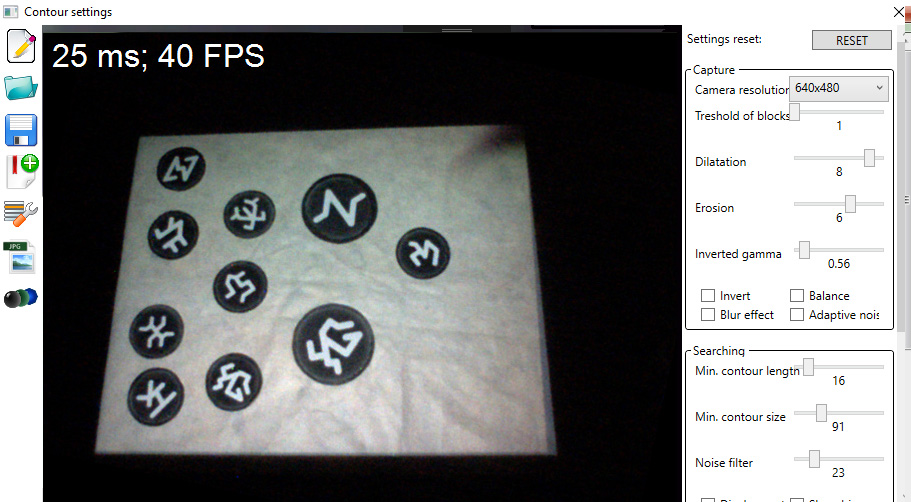 Contour settings
25 ms; 40 FPS
Settings reset:
RESET
Capture
Camera resolution
640x480
Treshold of blocks
1
Dilatation
8
Erosion
6
Inverted gamma
0.56
Invert
Balance
Blur effect
Adaptive nois
Searching
Min. contour length
16
Min. contour size
91
Noise filter
23
JPG